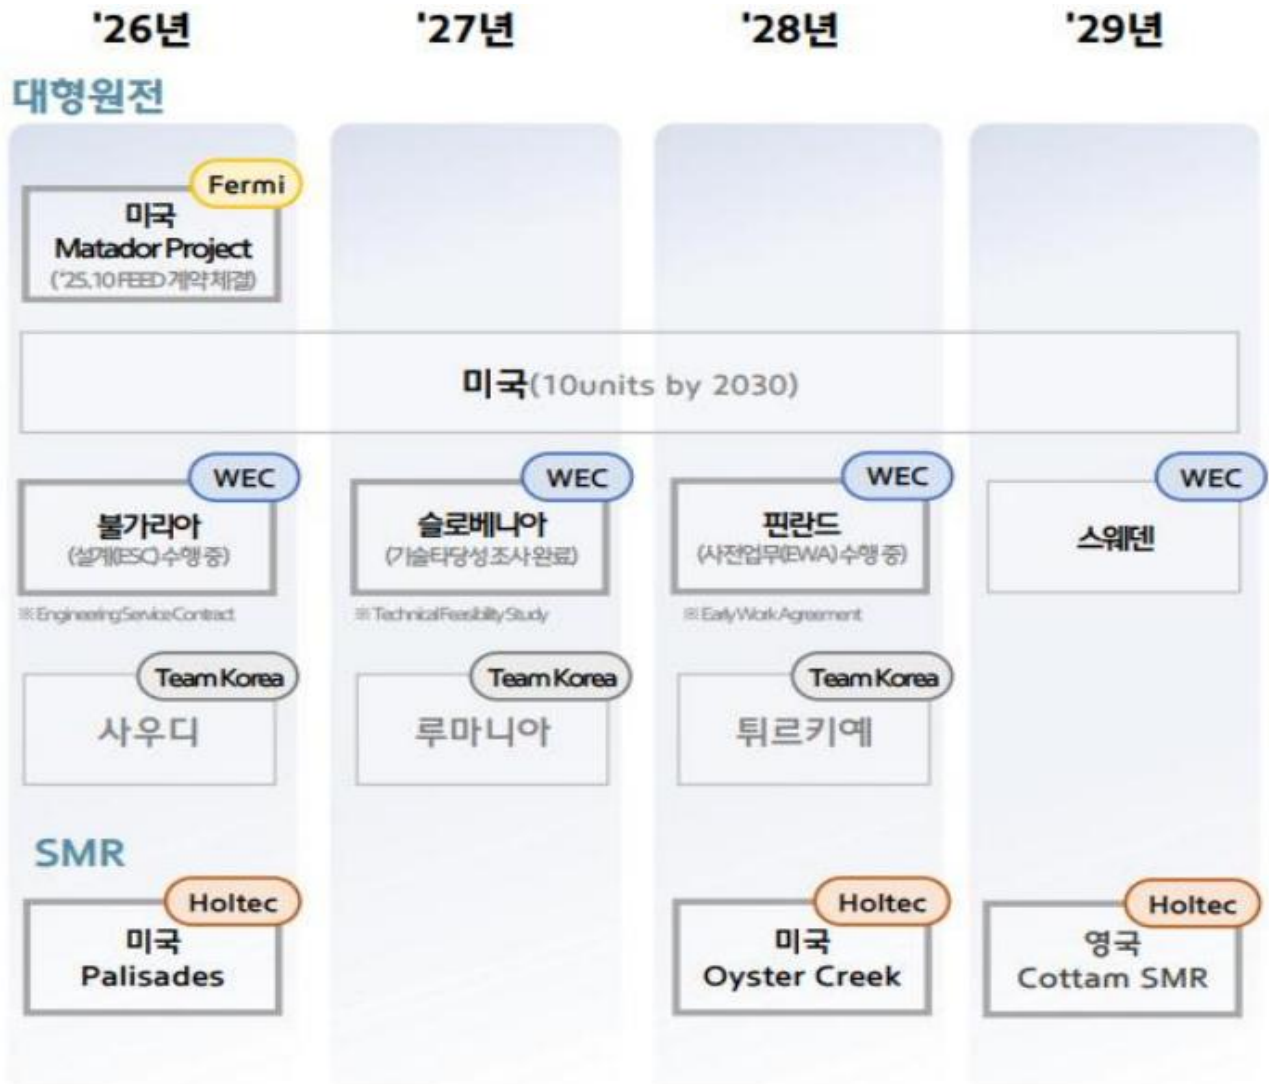 '26년 '27년 '28년 '29년
대형원전
Fermi
미국
Matador Project
('25.10 FEED 계약 체결)
미국(10units by 2030)
WEC WEC WEC WEC
불가리아 슬로베니아 핀란드 스웨덴
(설계(ESC) 수행 중) (기술타당성 조사 완료) (사전업무(EWA) 수행 중)
※ Engineering Service Contract ※ Technical Feasibility Study ※ Early Work Agreement
Team Korea Team Korea Team Korea
사우디 루마니아 튀르키예
SMR
Holtec Holtec Holtec
미국 미국 영국
Palisades Oyster Creek Cottam SMR